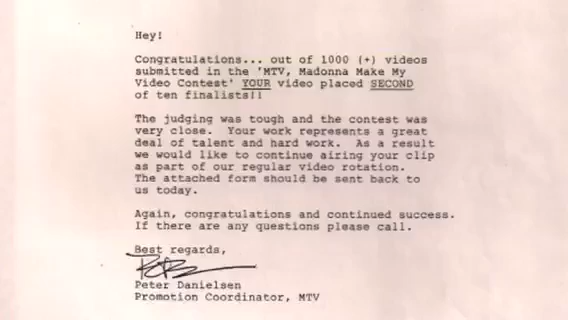 Hey!
Congratulations... out of 1000 (+) videos
submitted in the 'MTV, Madonna Make My
Video Contest' YOUR video placed SECOND
of ten finalists!!
The judging was tough and the contest was
very close. Your work represents a great
deal of talent and hard work. As a result
we would like to continue airing your clip
as part of our regular video rotation.
The attached form should be sent back to
us today.
Again, congratulations and continued success.
If there are any questions please call.
Best regards,
Peter Danielsen
Promotion Coordinator, MTV